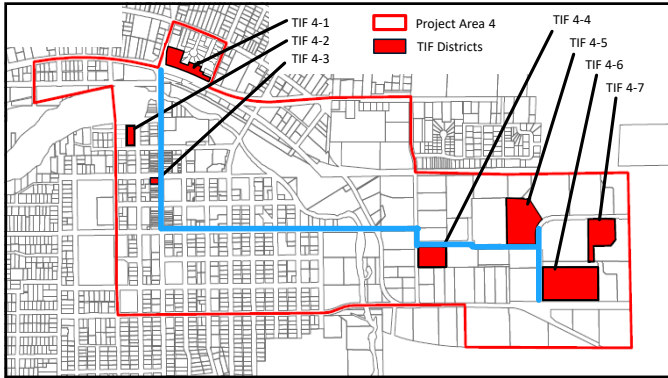 TIF 4-1
TIF 4-2
TIF 4-3
Project Area 4
TIF Districts
TIF 4-4
TIF 4-5
TIF 4-6
TIF 4-7